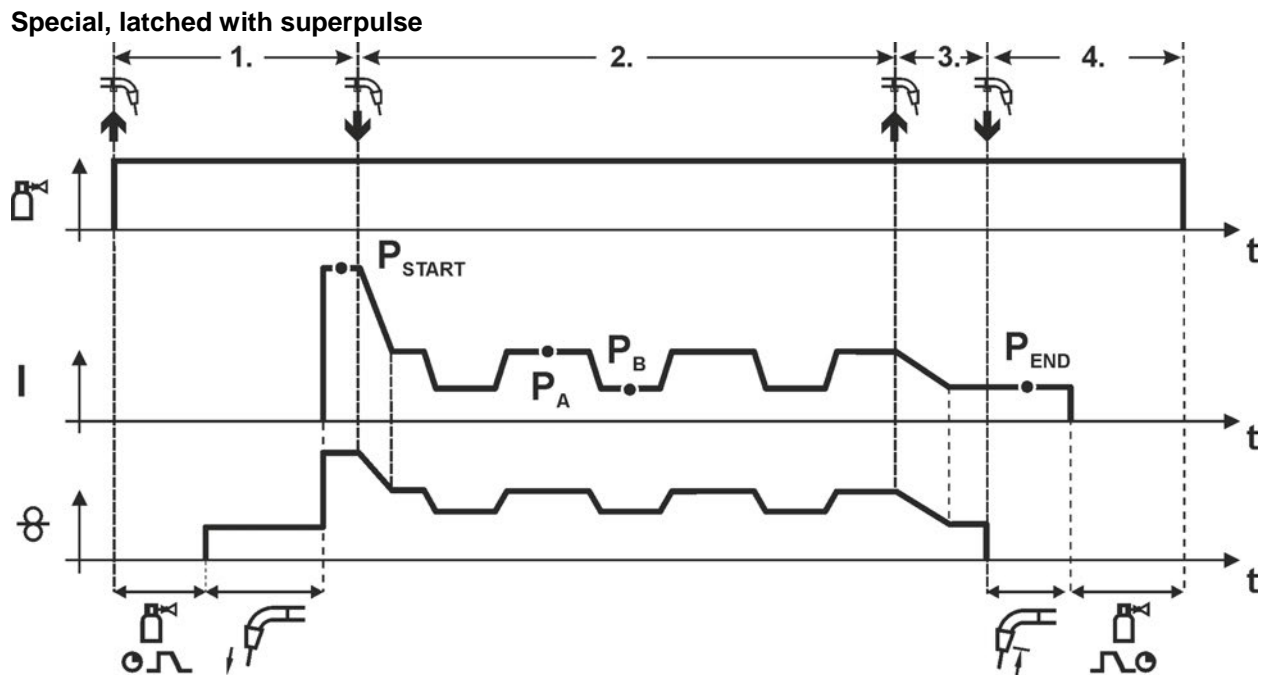 Special, latched with superpulse
1. 2. 3. 4.
t
P START
P B
P END
P A
I
t
t